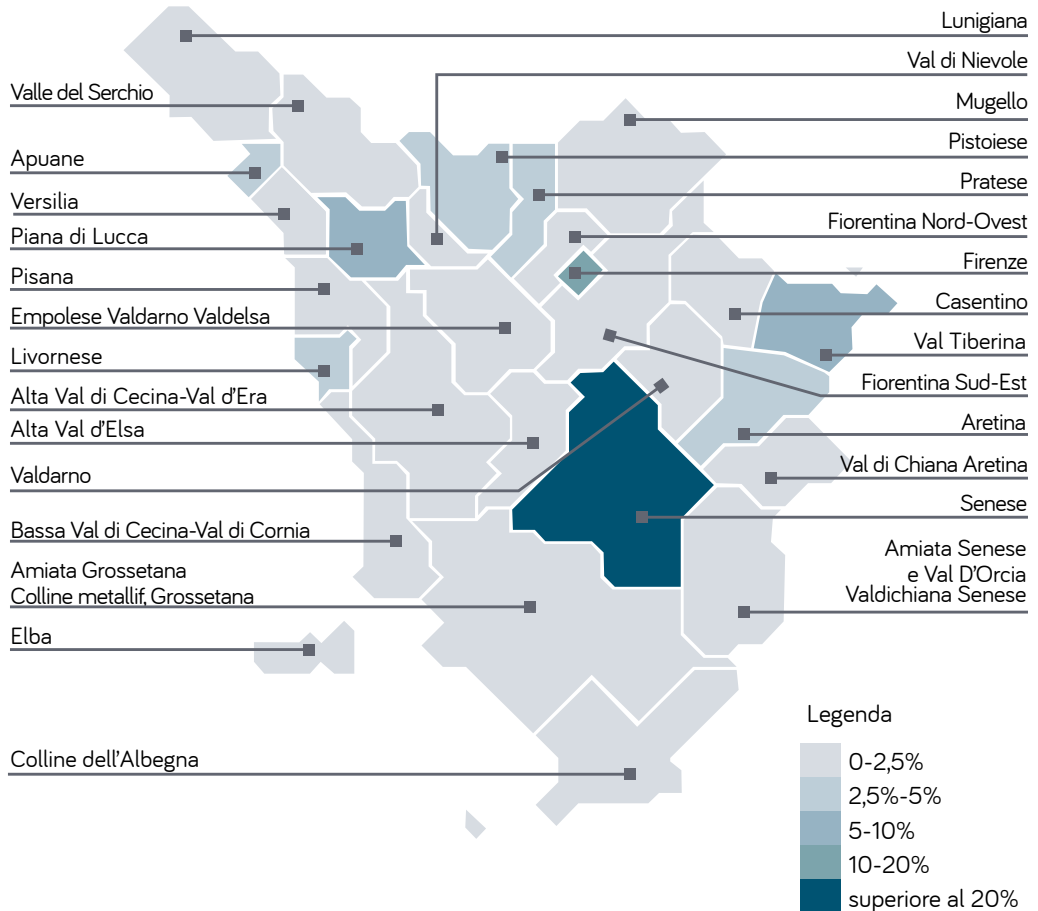 Lunigiana
Val di Nievole
Valle del Serchio
Mugello
Pistoiese
Apuane
Pratese
Versilia
Fiorentina Nord-Ovest
Piana di Lucca
Firenze
Pisana
Casentino
Empolese Valdarno Valdelsa
Val Tiberina
Livornese
Fiorentina Sud-Est
Alta Val di Cecina-Val d'Era
Aretina
Alta Val d'Elsa
Val di Chiana Aretina
Valdarno
Senese
Bassa Val di Cecina-Val di Cornia
Amiata Senese
e Val D'Orcia
Valdichiana Senese
Amiata Grossetana
Colline metallif, Grossetana
Elba
Colline dell'Albegna
Legenda
0-2,5%
2,5%-5%
5-10%
10-20%
superiore al 20%